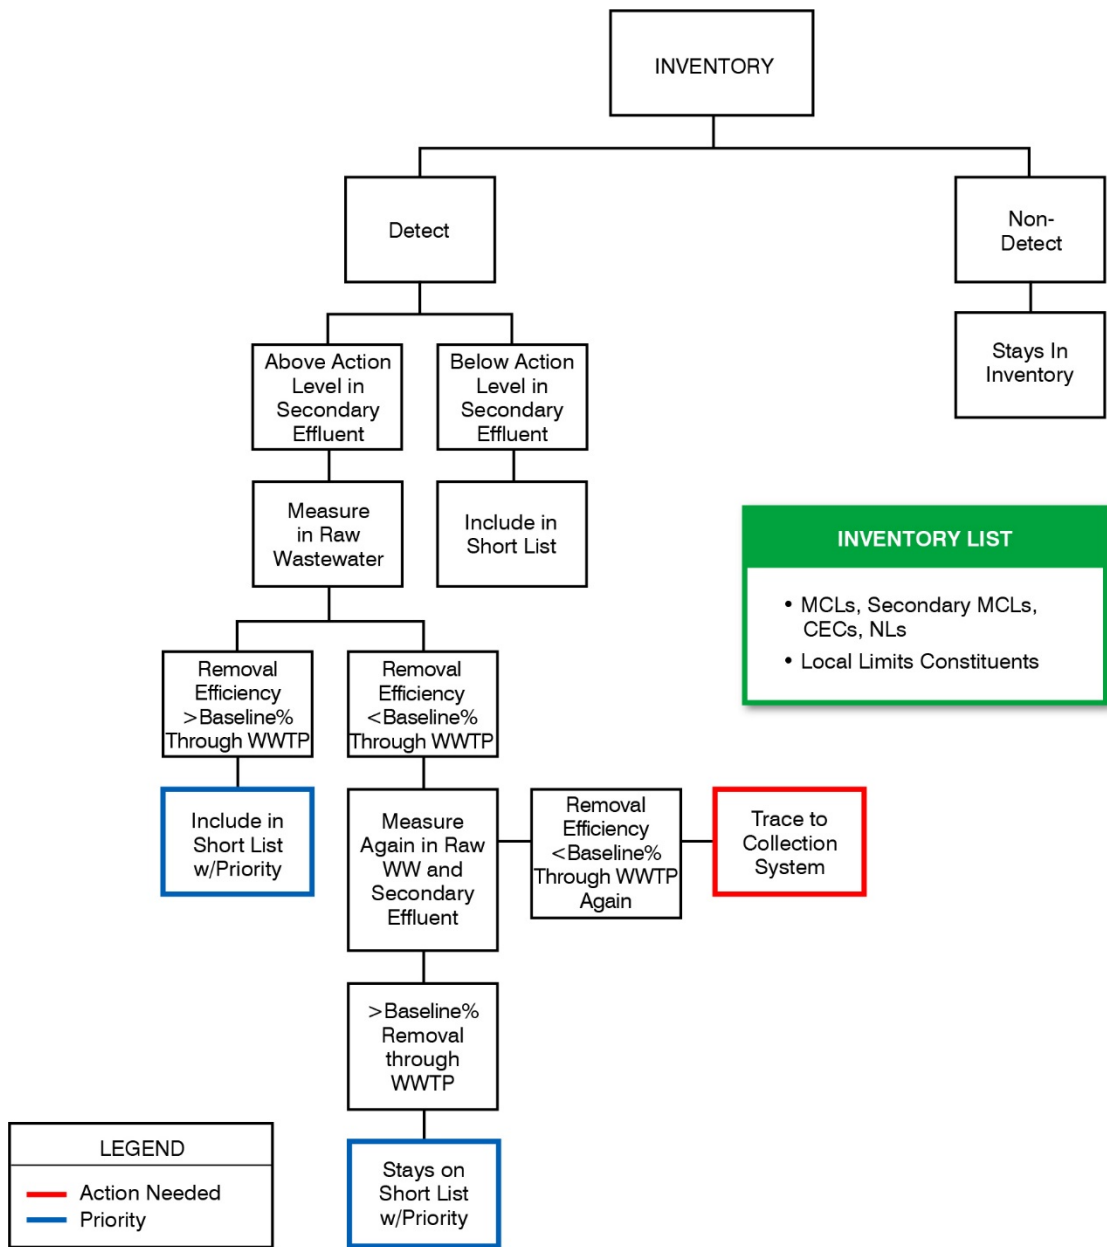 INVENTORY
Detect
Non-
Detect
Above Action
Level in
Secondary
Effluent
Below Action
Level in
Secondary
Effluent
Stays In
Inventory
Measure
in Raw
Wastewater
Include in
Short List
INVENTORY LIST
• MCLs, Secondary MCLs,
CECs, NLs
• Local Limits Constituents
Removal
Efficiency
>Baseline%
Through WWTP
Removal
Efficiency
<Baseline%
Through WWTP
Include in
Short List
w/Priority
Measure
Again in Raw
WW and
Secondary
Effluent
Removal
Efficiency
<Baseline%
Through WWTP
Again
Trace to
Collection
System
>Baseline%
Removal
through
WWTP
Stays on
Short List
w/Priority
LEGEND
Action Needed
Priority